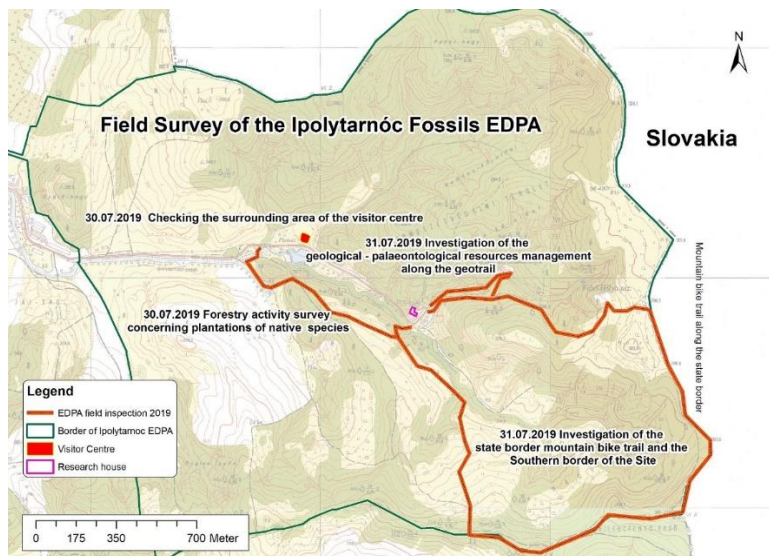 N
Field Survey of the Ipolytarnóc Fossils EDPA
Slovakia
30.07.2019 Checking the surrounding area of the visitor centre
31.07.2019 Investigation of the
geological - palaeontological resources management
along the geotrail
30.07.2019 Forestry activity survey
concerning plantations of native species
Mountain bike trail along the state border
31.07.2019 Investigation of the
state border mountain bike trail and the
Southern border of the Site
Legend
EDPA field inspection 2019
Border of Ipolytarnoc EDPA
Visitor Centre
Research house
0 175 350 700 Meter